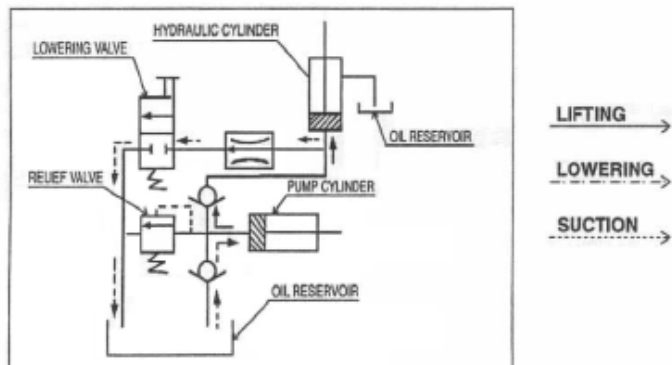 HYDRAULIC CYLINDER
LOWERING VALVE
OIL RESERVOIR
LIFTING
LOWERING
SUCTION
RELIEF VALVE
PUMP CYLINDER
OIL RESERVOIR